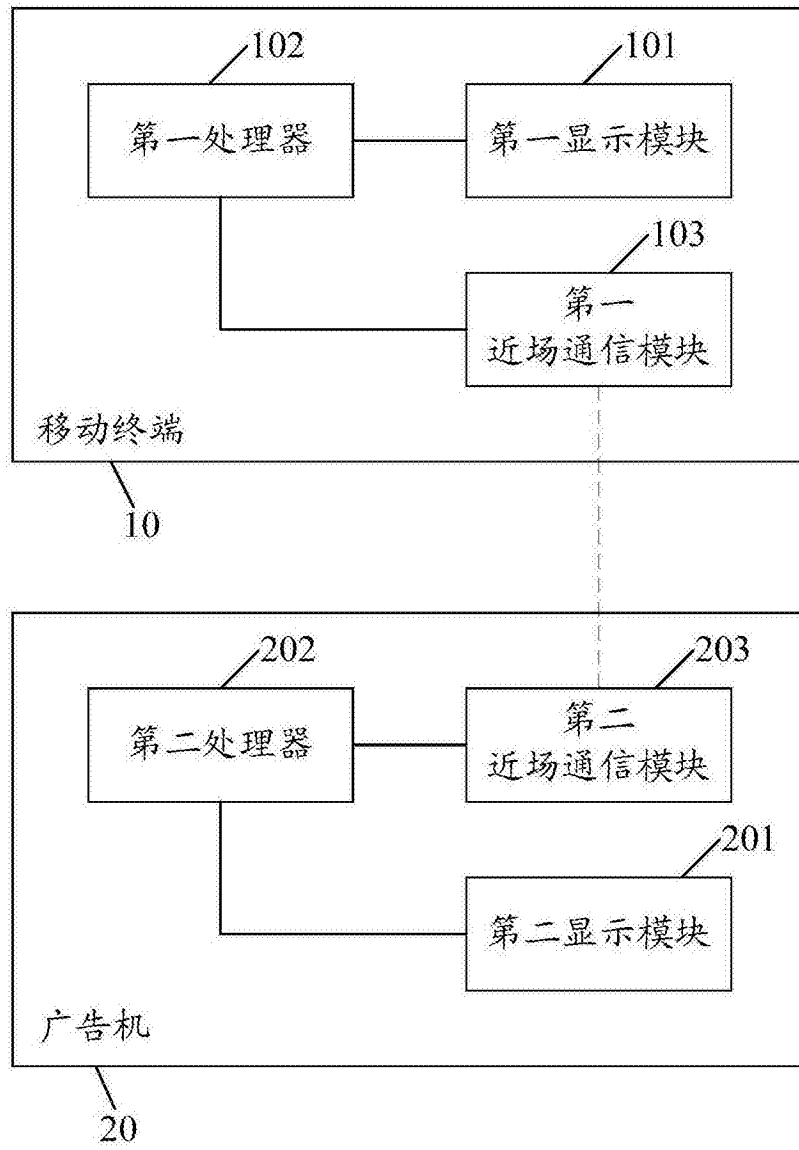 102
101
第一处理器
第一显示模块
103
第一
近场通信模块
移动终端
10
202
203
第二处理器
第二
近场通信模块
201
第二显示模块
广告机
20